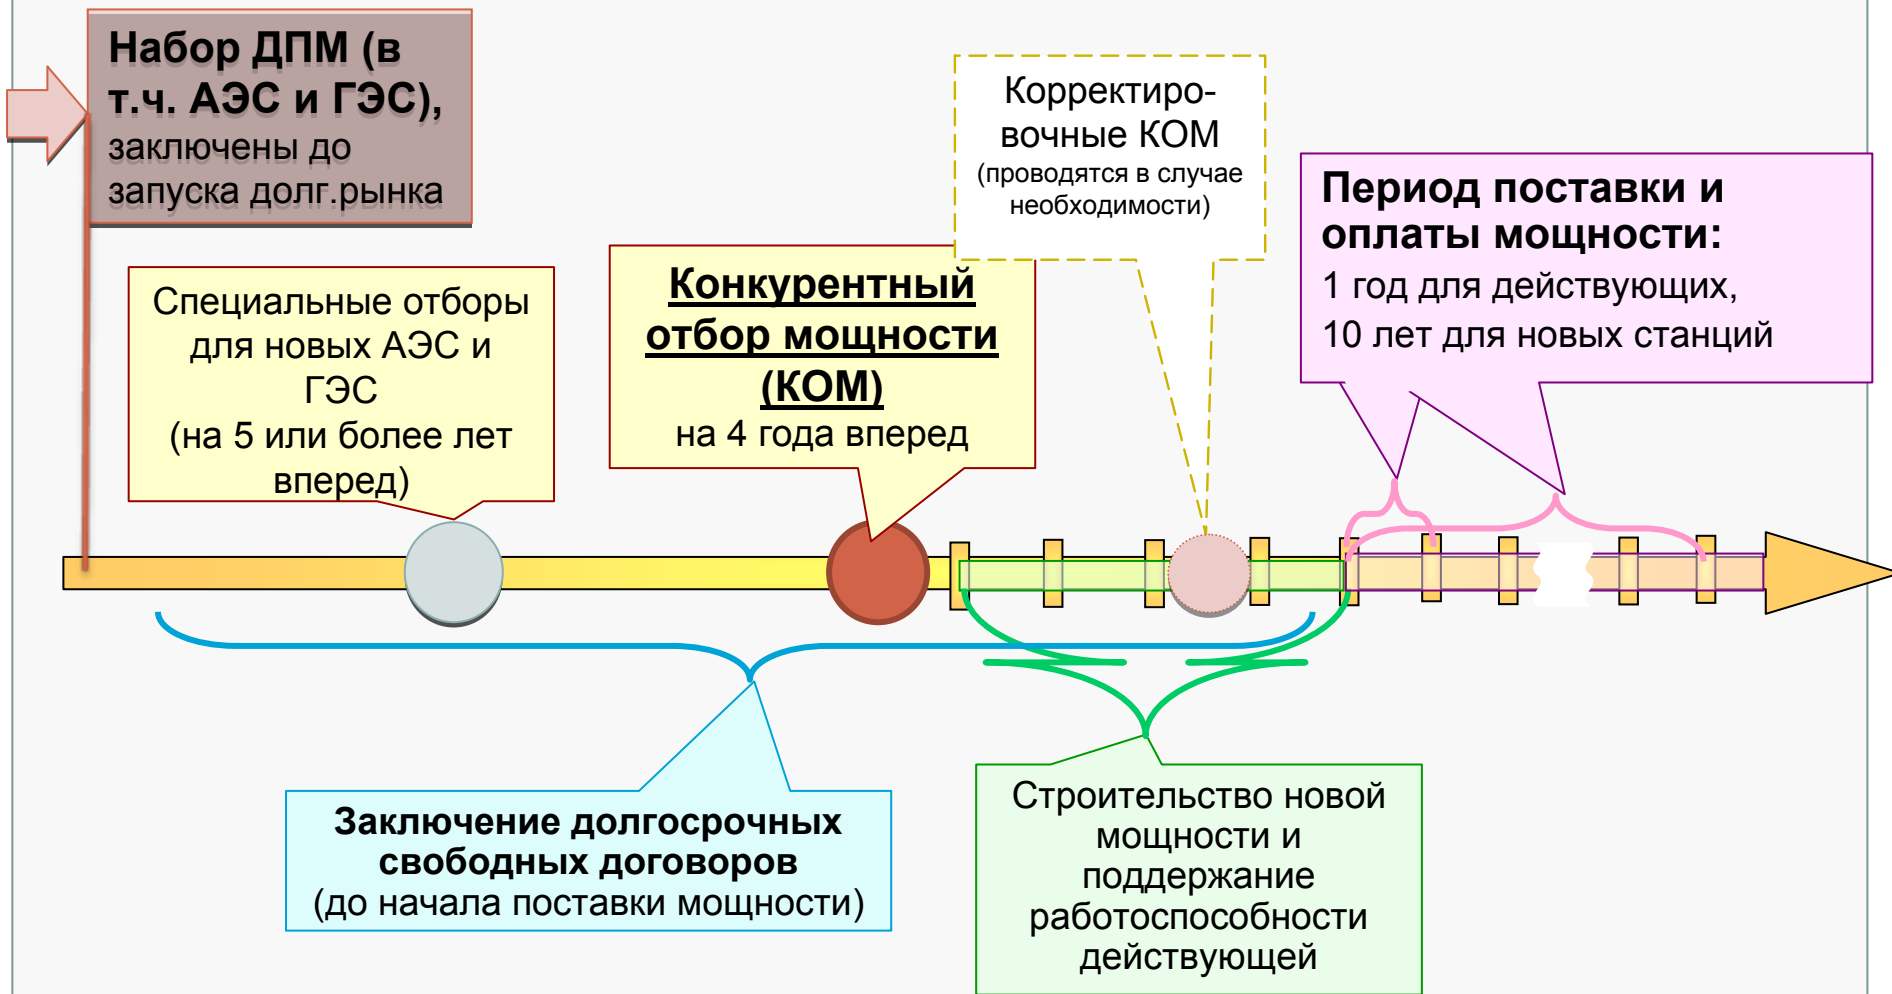 Набор ДПМ (в
т.ч. АЭС и ГЭС),
заключены до
запуска долг.рынка
Специальные отборы
для новых АЭС и
ГЭС
(на 5 или более лет
вперед)
Конкурентный
отбор мощности
(КОМ)
на 4 года вперед
Корректиро-
вочные КОМ
(проводятся в случае
необходимости)
Период поставки и
оплаты мощности:
1 год для действующих,
10 лет для новых станций
Заключение долгосрочных
свободных договоров
(до начала поставки мощности)
Строительство новой
мощности и
поддержание
работоспособности
действующей